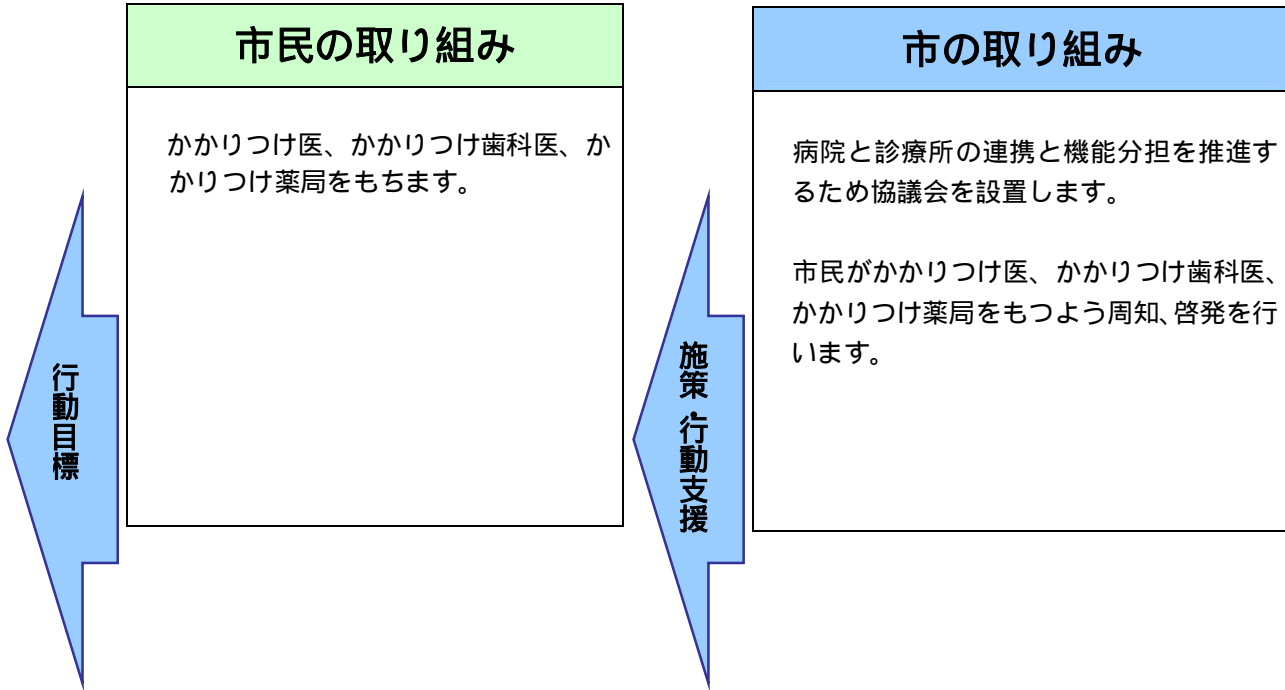 市民の取り組み
かかりつけ医、かかりつけ歯科医、か
かりつけ薬局をもちます。
行動目標
市の取り組み
病院と診療所の連携と機能分担を推進す
るため協議会を設置します。
市民がかかりつけ医、かかりつけ歯科医、
かかりつけ薬局をもつよう周知、啓発を行
います。
施策・行動支援